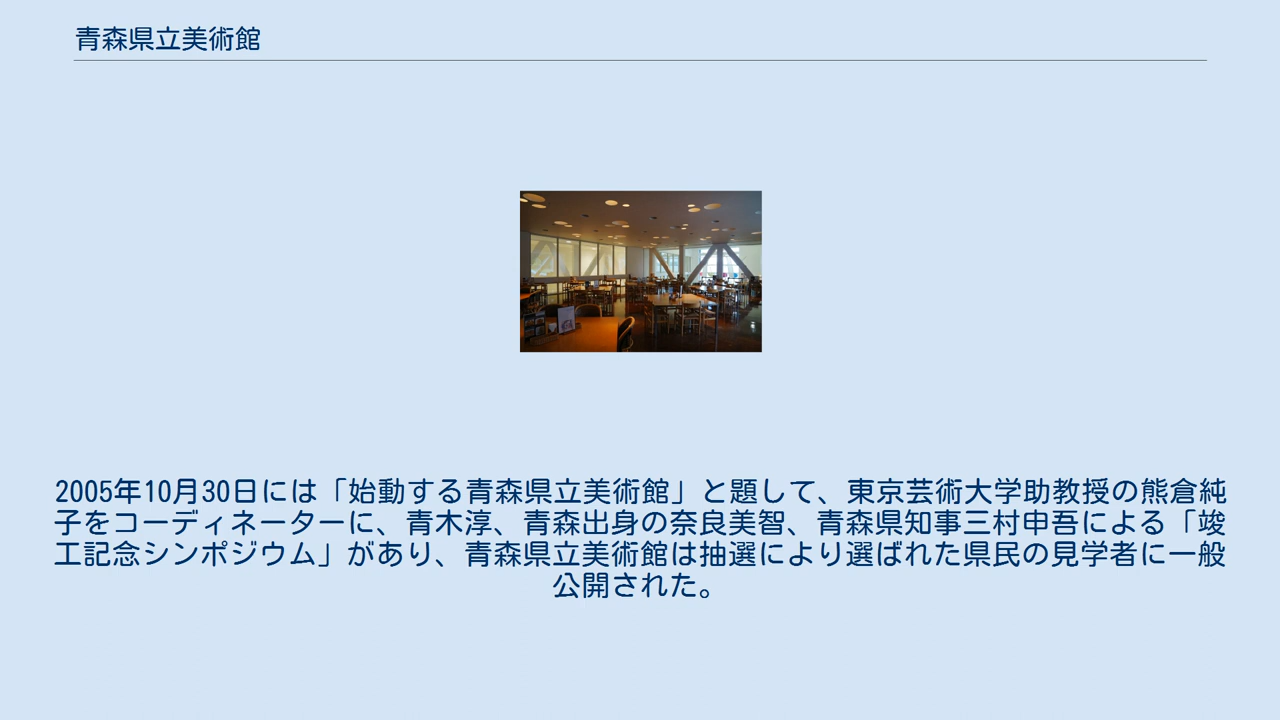 青森県立美術館
2005年10月30日には「始動する青森県立美術館」と題して、東京芸術大学助教授の熊倉純
子をコーディネーターに、青木淳、青森出身の奈良美智、青森県知事三村申吾による「竣
工記念シンポジウム」があり、青森県立美術館は抽選により選ばれた県民の見学者に一般
公開された。